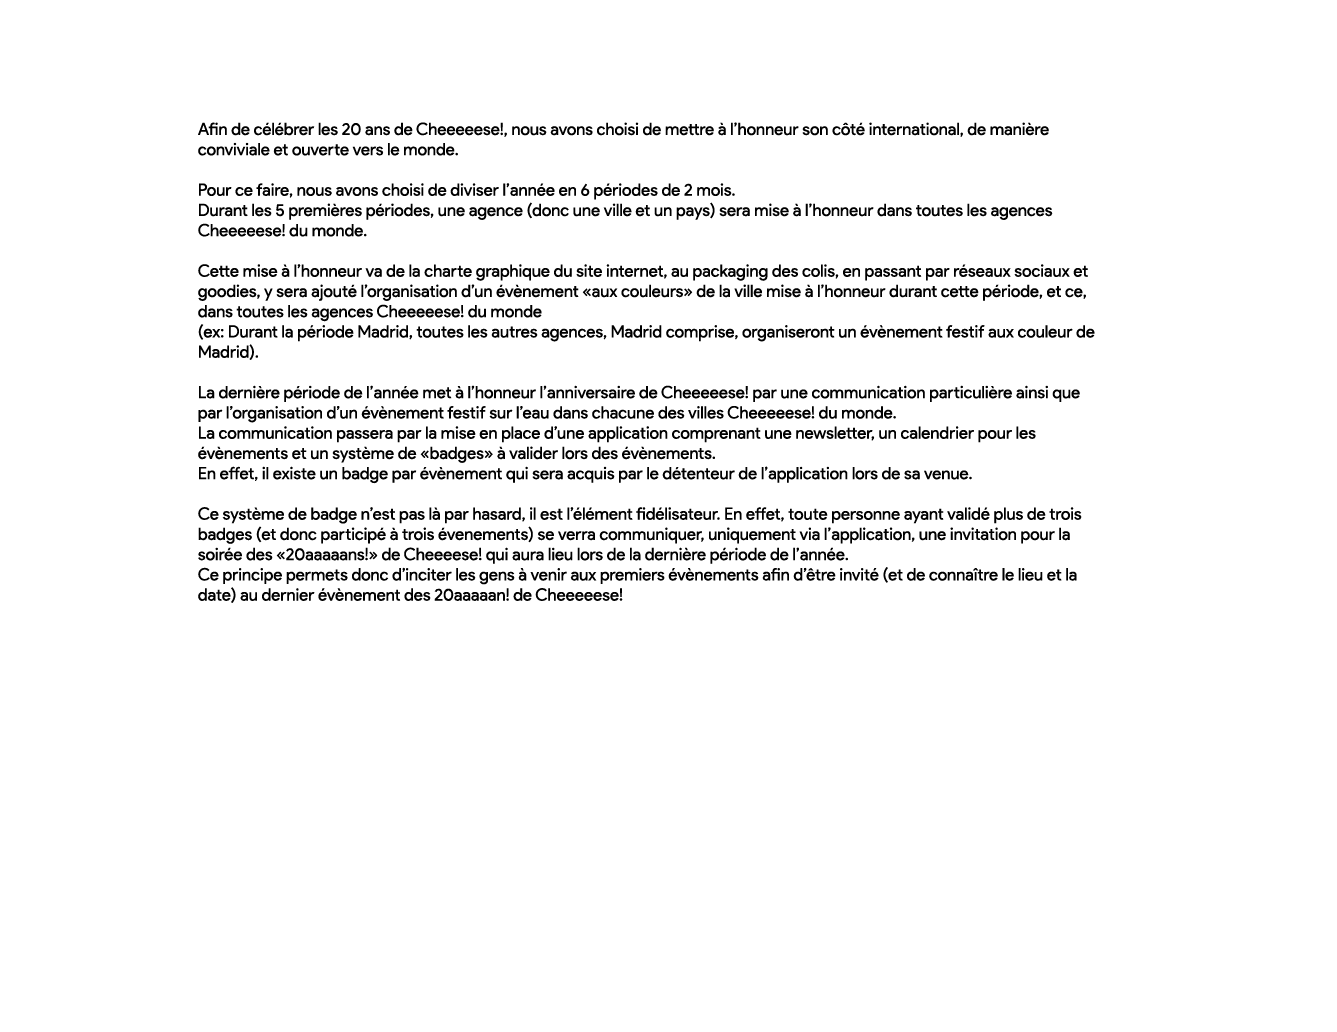 Afin de célébrer les 20 ans de Cheeeeese!, nous avons choisi de mettre à l'honneur son côté international, de manière
conviviale et ouverte vers le monde.
Pour ce faire, nous avons choisi de diviser l'année en 6 périodes de 2 mois.
Durant les 5 premières périodes, une agence (donc une ville et un pays) sera mise à l'honneur dans toutes les agences
Cheeeeese! du monde.
Cette mise à l'honneur va de la charte graphique du site internet, au packaging des colis, en passant par réseaux sociaux et
goodies, y sera ajouté l'organisation d'un évènement «aux couleurs» de la ville mise à l'honneur durant cette période, et ce,
dans toutes les agences Cheeeeese! du monde
(ex: Durant la période Madrid, toutes les autres agences, Madrid comprise, organiseront un évènement festif aux couleur de
Madrid).
La dernière période de l'année met à l'honneur l'anniversaire de Cheeeeese! par une communication particulière ainsi que
par l'organisation d'un évènement festif sur l'eau dans chacune des villes Cheeeeese! du monde.
La communication passera par la mise en place d'une application comprenant une newsletter, un calendrier pour les
évènements et un système de «badges» à valider lors des évènements.
En effet, il existe un badge par évènement qui sera acquis par le détenteur de l'application lors de sa venue.
Ce système de badge n'est pas là par hasard, il est l'élément fidélisateur. En effet, toute personne ayant validé plus de trois
badges (et donc participé à trois évenements) se verra communiquer, uniquement via l'application, une invitation pour la
soirée des «20aaaaans!» de Cheeeese! qui aura lieu lors de la dernière période de l'année.
Ce principe permets donc d'inciter les gens à venir aux premiers évènements afin d'être invité (et de connaître le lieu et la
date) au dernier évènement des 20aaaaan! de Cheeeeese!